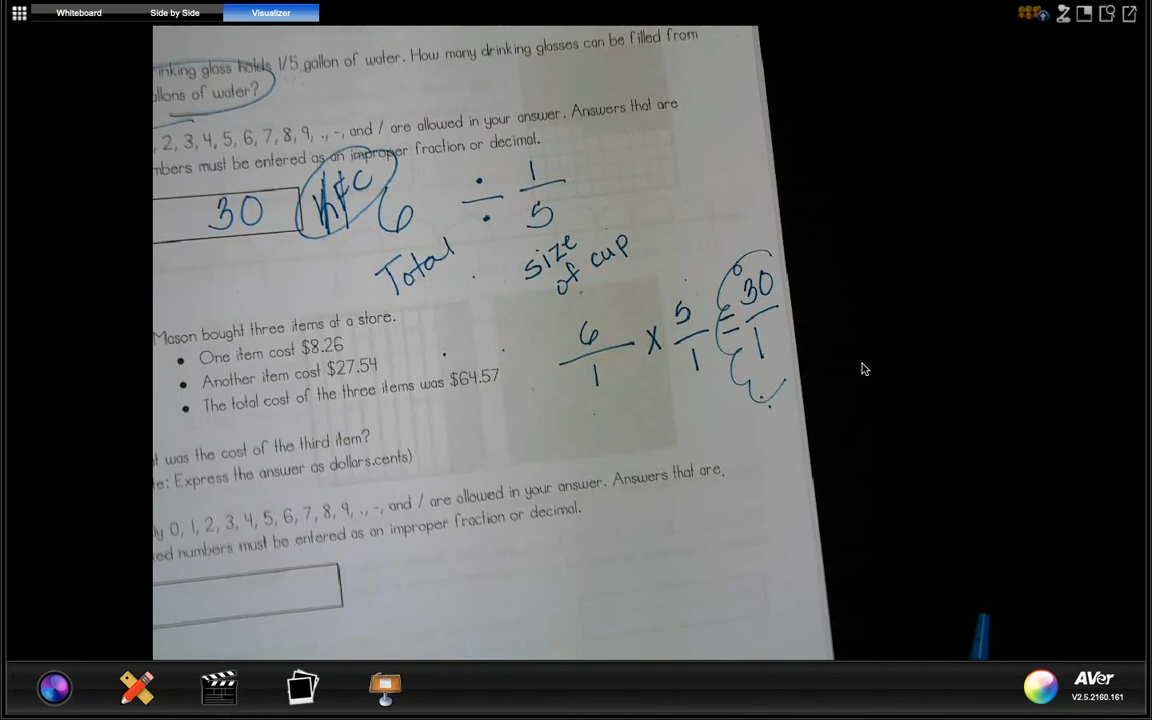 Whiteboard
Side by Side
Visualizer
inking glass holds 1/5 gallon of water. How many drinking glasses can be filled from
allons of water?
, 2, 3, 4, 5, 6, 7, 8, 9, ., -, and / are allowed in your answer. Answers that are
mbers must be entered as an improper fraction or decimal.
30
6 ÷ 1/5
Total
size
of cup
6/1 x 5/1 = 30/1
Mason bought three items at a store.
• One item cost $8.26
• Another item cost $27.54
• The total cost of the three items was $64.57
t was the cost of the third item?
te: Express the answer as dollars.cents)
ly 0, 1, 2, 3, 4, 5, 6, 7, 8, 9, ., -, and / are allowed in your answer. Answers that are
ed numbers must be entered as an improper fraction or decimal.
AVer
V2.5.2160.161